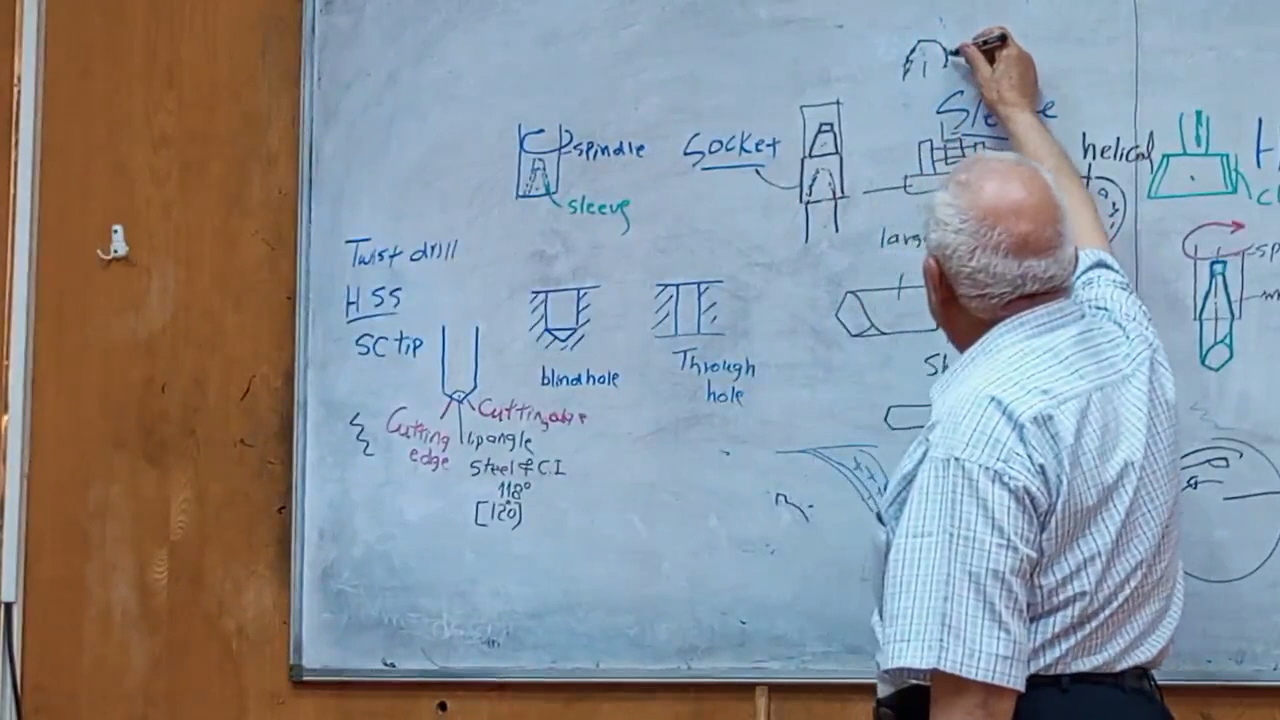 Sleeve
spindle
Socket
helical
sleeve
Twist drill
HSS
SC tip
blind hole
Through
hole
Cutting
edge
Cutting edge
lip angle
Steel & C.I
118°
[120]